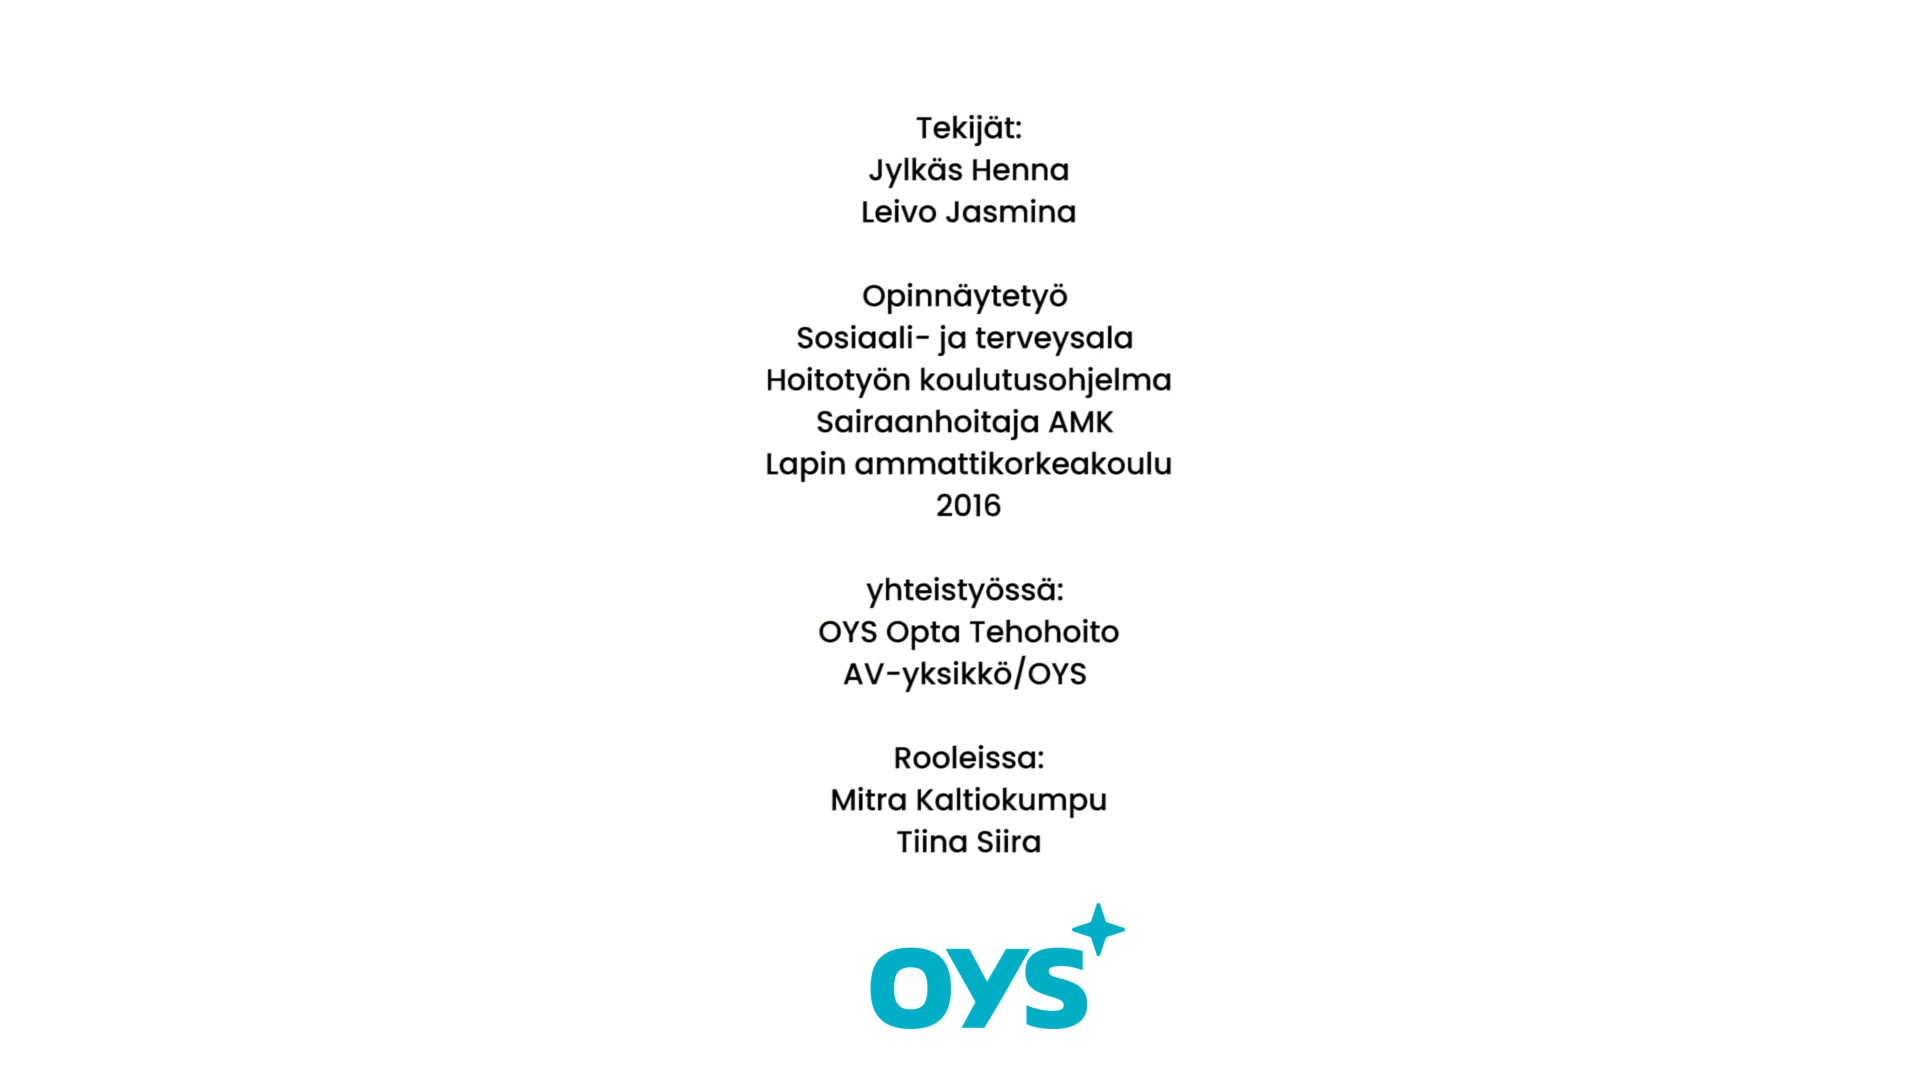 Tekijät:
Jylkäs Henna
Leivo Jasmina
Opinnäytetyö
Sosiaali- ja terveysala
Hoitotyön koulutusohjelma
Sairaanhoitaja AMK
Lapin ammattikorkeakoulu
2016
yhteistyössä:
OYS Opta Tehohoito
AV-yksikkö/OYS
Rooleissa:
Mitra Kaltiokumpu
Tiina Siira
OYS